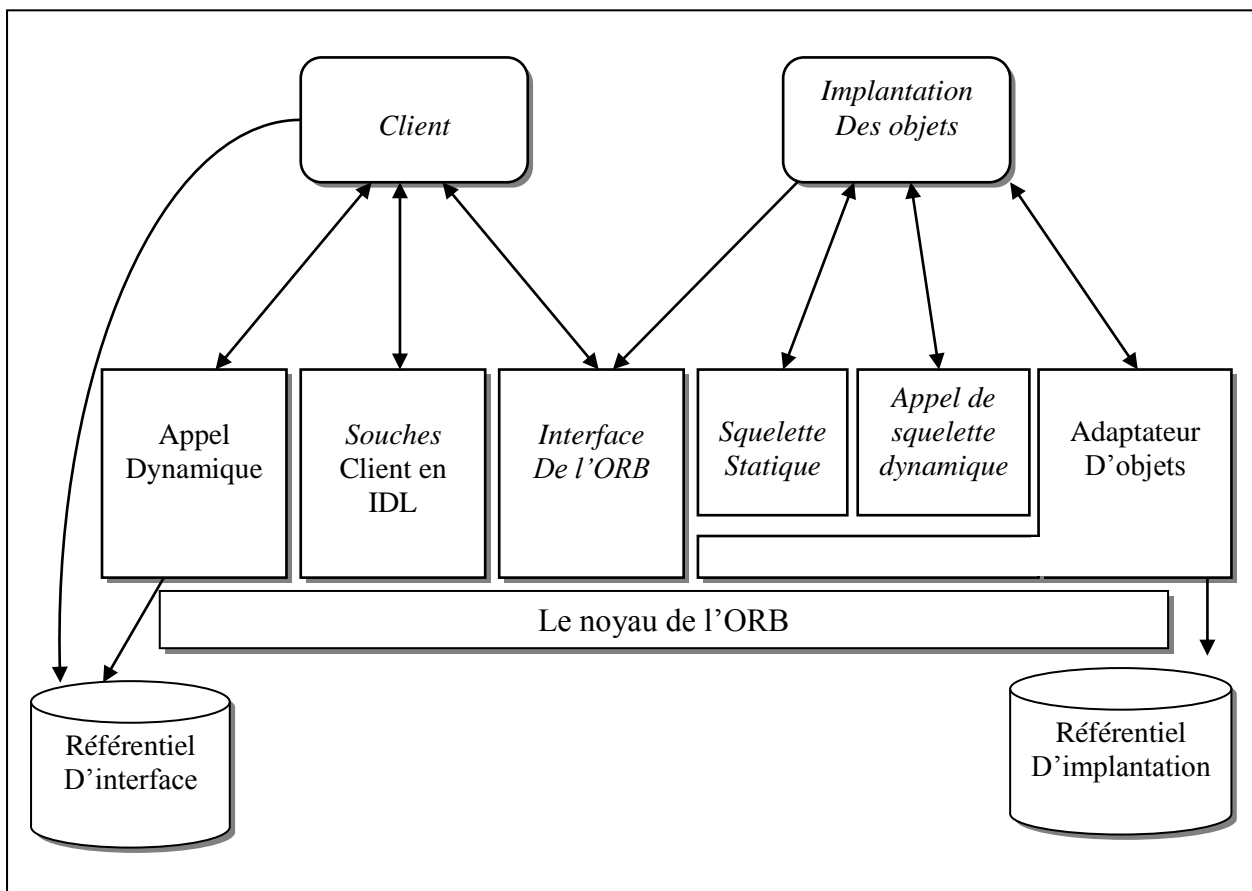 Client
Implantation
Des objets
Appel
Dynamique
Souches
Client en
IDL
Interface
De l’ORB
Squelette
Statique
Appel de
squelette
dynamique
Adaptateur
D’objets
Le noyau de l’ORB
Référentiel
D’interface
Référentiel
D’implantation